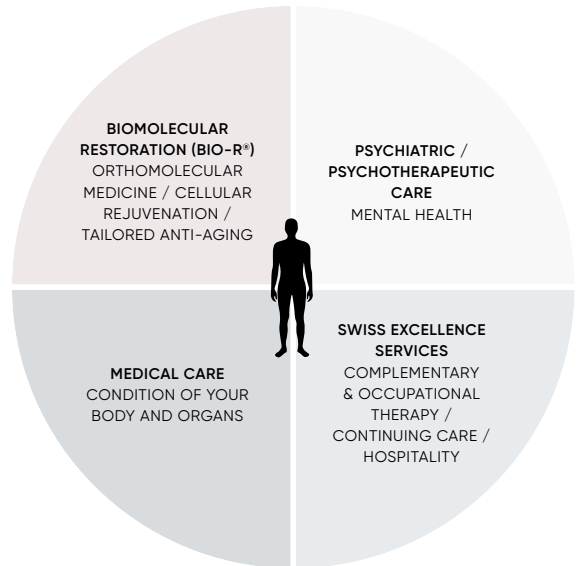 BIOMOLECULAR
RESTORATION (BIO-R®)
ORTHOMOLECULAR
MEDICINE / CELLULAR
REJUVENATION /
TAILORED ANTI-AGING
PSYCHIATRIC /
PSYCHOTHERAPEUTIC
CARE
MENTAL HEALTH
MEDICAL CARE
CONDITION OF YOUR
BODY AND ORGANS
SWISS EXCELLENCE
SERVICES
COMPLEMENTARY
& OCCUPATIONAL
THERAPY /
CONTINUING CARE /
HOSPITALITY